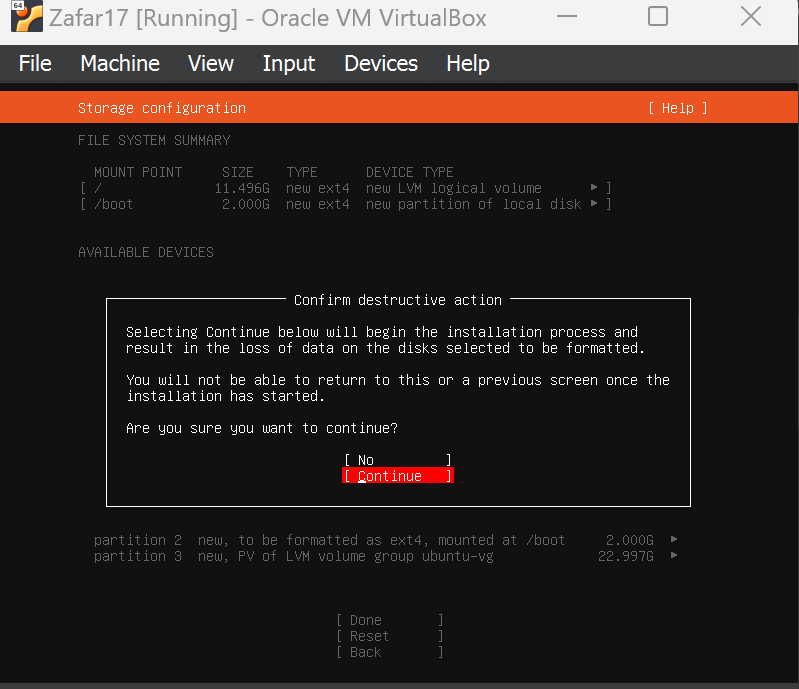 64
Zafar17 [Running] - Oracle VM VirtualBox
File Machine View Input Devices Help
Storage configuration [ Help ]
FILE SYSTEM SUMMARY
MOUNT POINT SIZE TYPE DEVICE TYPE
[ / 11.496G new ext4 new LVM logical volume ▸ ]
[ /boot 2.000G new ext4 new partition of local disk ▸ ]
AVAILABLE DEVICES
Confirm destructive action
Selecting Continue below will begin the installation process and
result in the loss of data on the disks selected to be formatted.
You will not be able to return to this or a previous screen once the
installation has started.
Are you sure you want to continue?
[ No ]
[ Continue ]
partition 2 new, to be formatted as ext4, mounted at /boot 2.000G ▸
partition 3 new, PV of LVM volume group ubuntu-vg 22.997G ▸
[ Done ]
[ Reset ]
[ Back ]